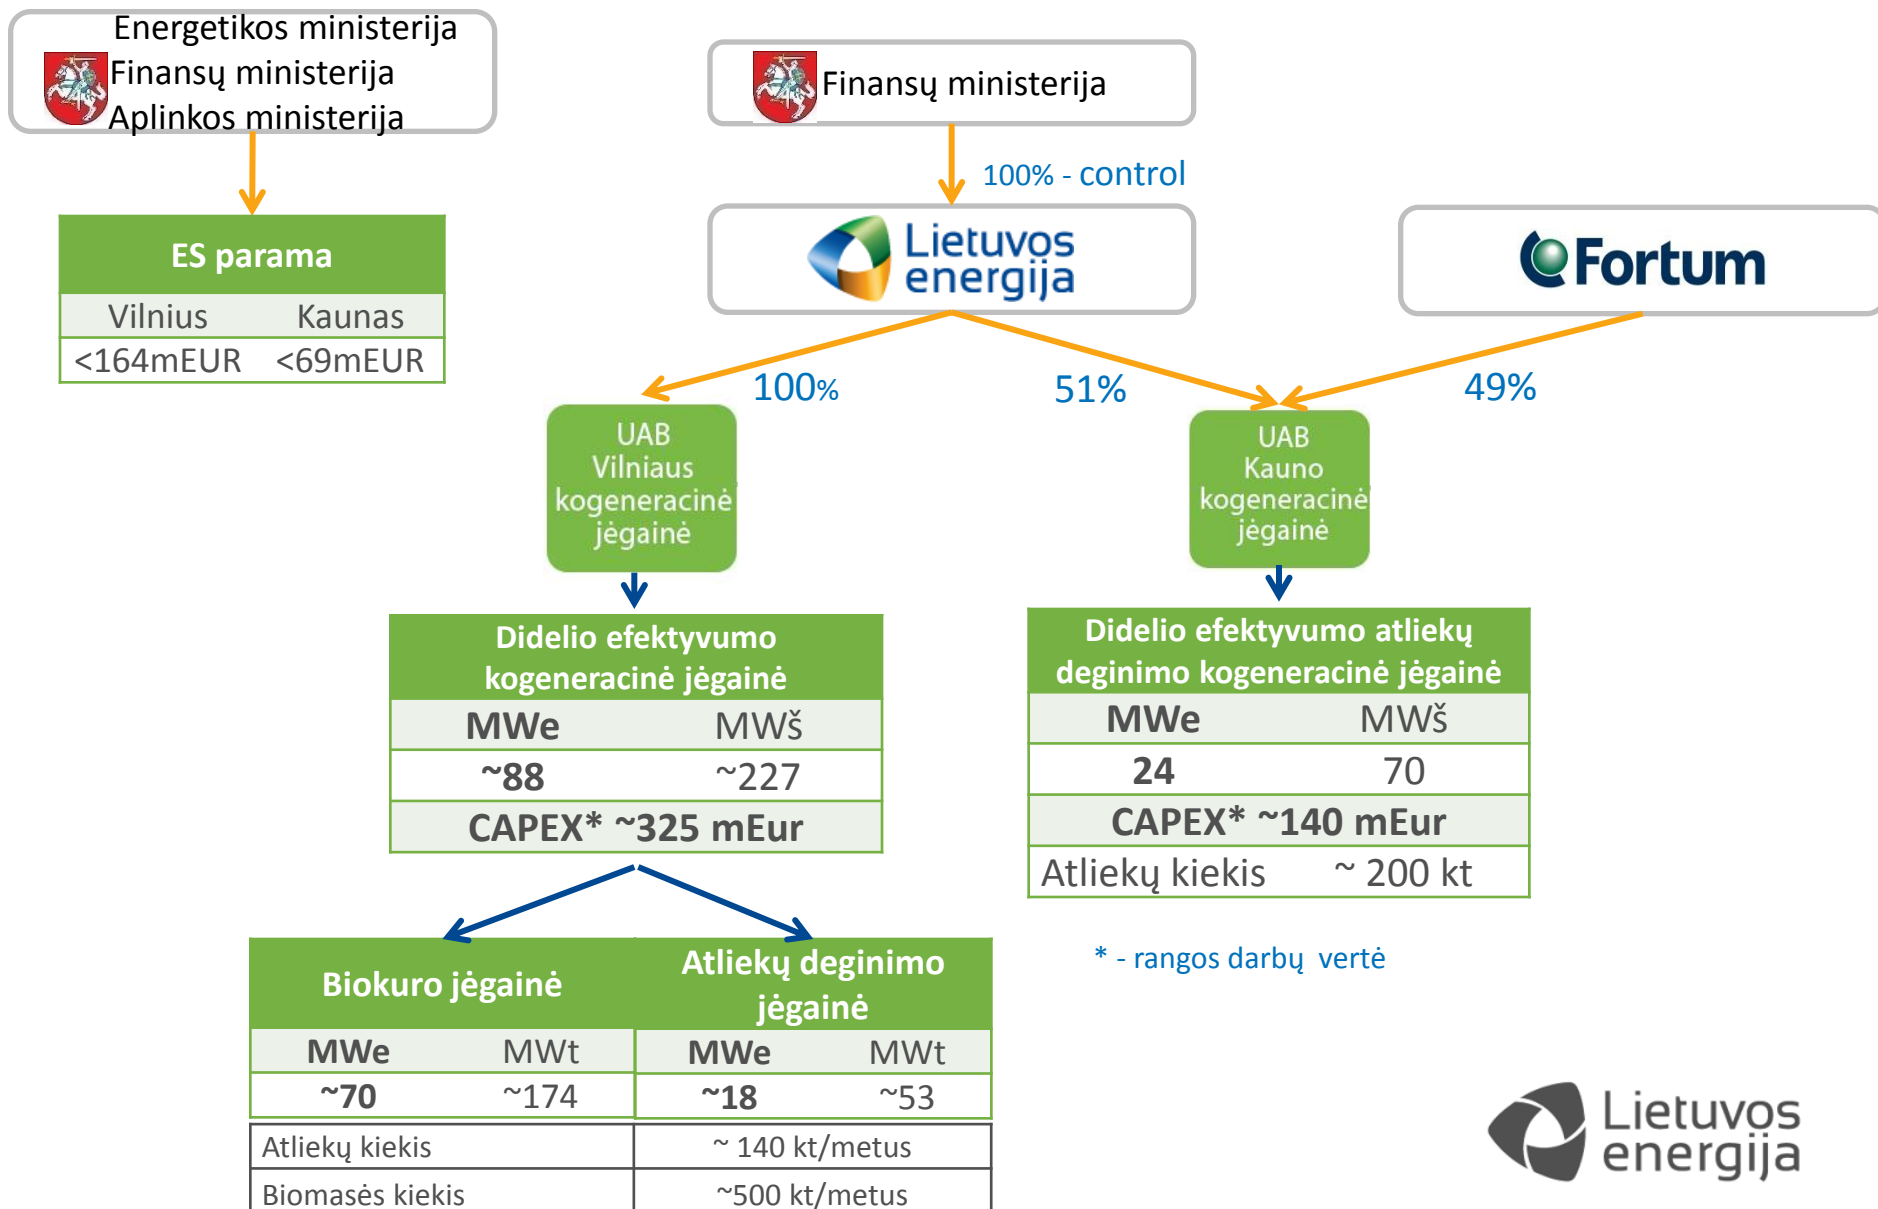 Energetikos ministerija
Finansų ministerija
Aplinkos ministerija
Finansų ministerija
100% - control
ES parama
Vilnius Kaunas
<164mEUR <69mEUR
Lietuvos
energija
Fortum
100%
51%
49%
UAB
Vilniaus
kogeneracinė
jėgainė
UAB
Kauno
kogeneracinė
jėgainė
Didelio efektyvumo
kogeneracinė jėgainė
MWe MWš
~88 ~227
CAPEX* ~325 mEur
Didelio efektyvumo atliekų
deginimo kogeneracinė jėgainė
MWe MWš
24 70
CAPEX* ~140 mEur
Atliekų kiekis ~ 200 kt
* - rangos darbų vertė
Biokuro jėgainė
Atliekų deginimo
jėgainė
MWe MWt MWe MWt
~70 ~174 ~18 ~53
Atliekų kiekis ~ 140 kt/metus
Biomasės kiekis ~500 kt/metus
Lietuvos
energija